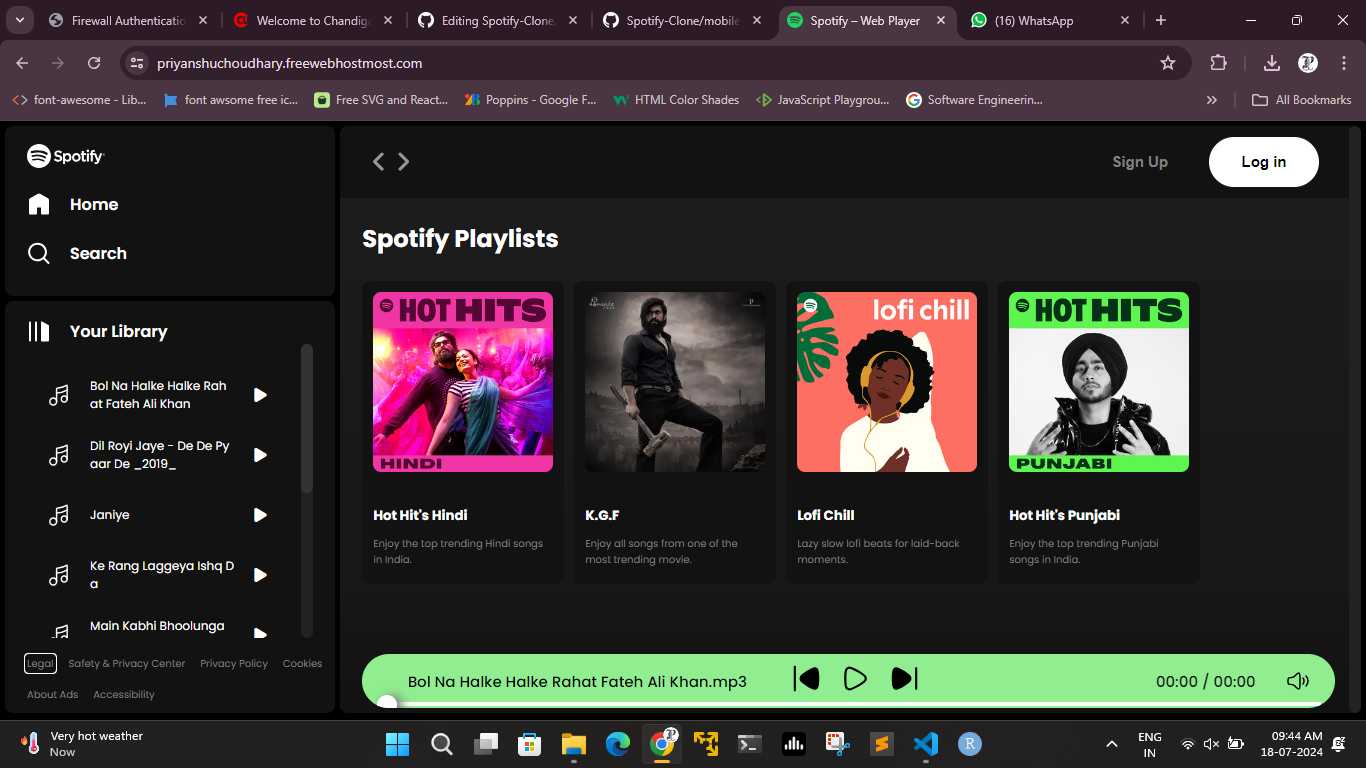 Firewall Authenticatio
Welcome to Chandiga
Editing Spotify-Clone/
Spotify-Clone/mobile
Spotify – Web Player
(16) WhatsApp
priyanshuchoudhary.freewebhostmost.com
font-awesome - Lib...
font awsome free ic...
Free SVG and React...
Poppins - Google F...
HTML Color Shades
JavaScript Playgrou...
Software Engineerin...
All Bookmarks
Spotify
Home
Search
Your Library
Bol Na Halke Halke Rah
at Fateh Ali Khan
Dil Royi Jaye - De De Py
aar De _2019_
Janiye
Ke Rang Laggeya Ishq D
a
Main Kabhi Bhoolunga
Legal
Safety & Privacy Center
Privacy Policy
Cookies
About Ads
Accessibility
Sign Up
Log in
Spotify Playlists
HOT HITS
HINDI
Hot Hit's Hindi
Enjoy the top trending Hindi songs
in India.
K.G.F
Enjoy all songs from one of the
most trending movie.
lofi chill
Lofi Chill
Lazy slow lofi beats for laid-back
moments.
HOT HITS
PUNJABI
Hot Hit's Punjabi
Enjoy the top trending Punjabi
songs in India.
Bol Na Halke Halke Rahat Fateh Ali Khan.mp3
00:00 / 00:00
Very hot weather
Now
ENG
IN
09:44 AM
18-07-2024